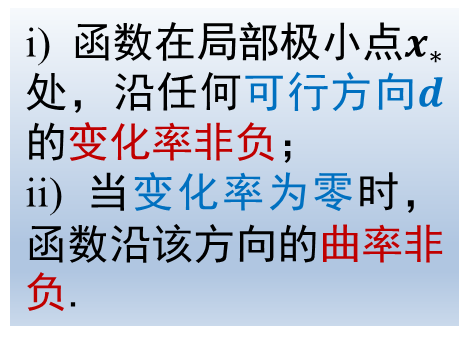 i) 函数在局部极小点x*
处，沿任何可行方向d
的变化率非负；
ii) 当变化率为零时，
函数沿该方向的曲率非
负.